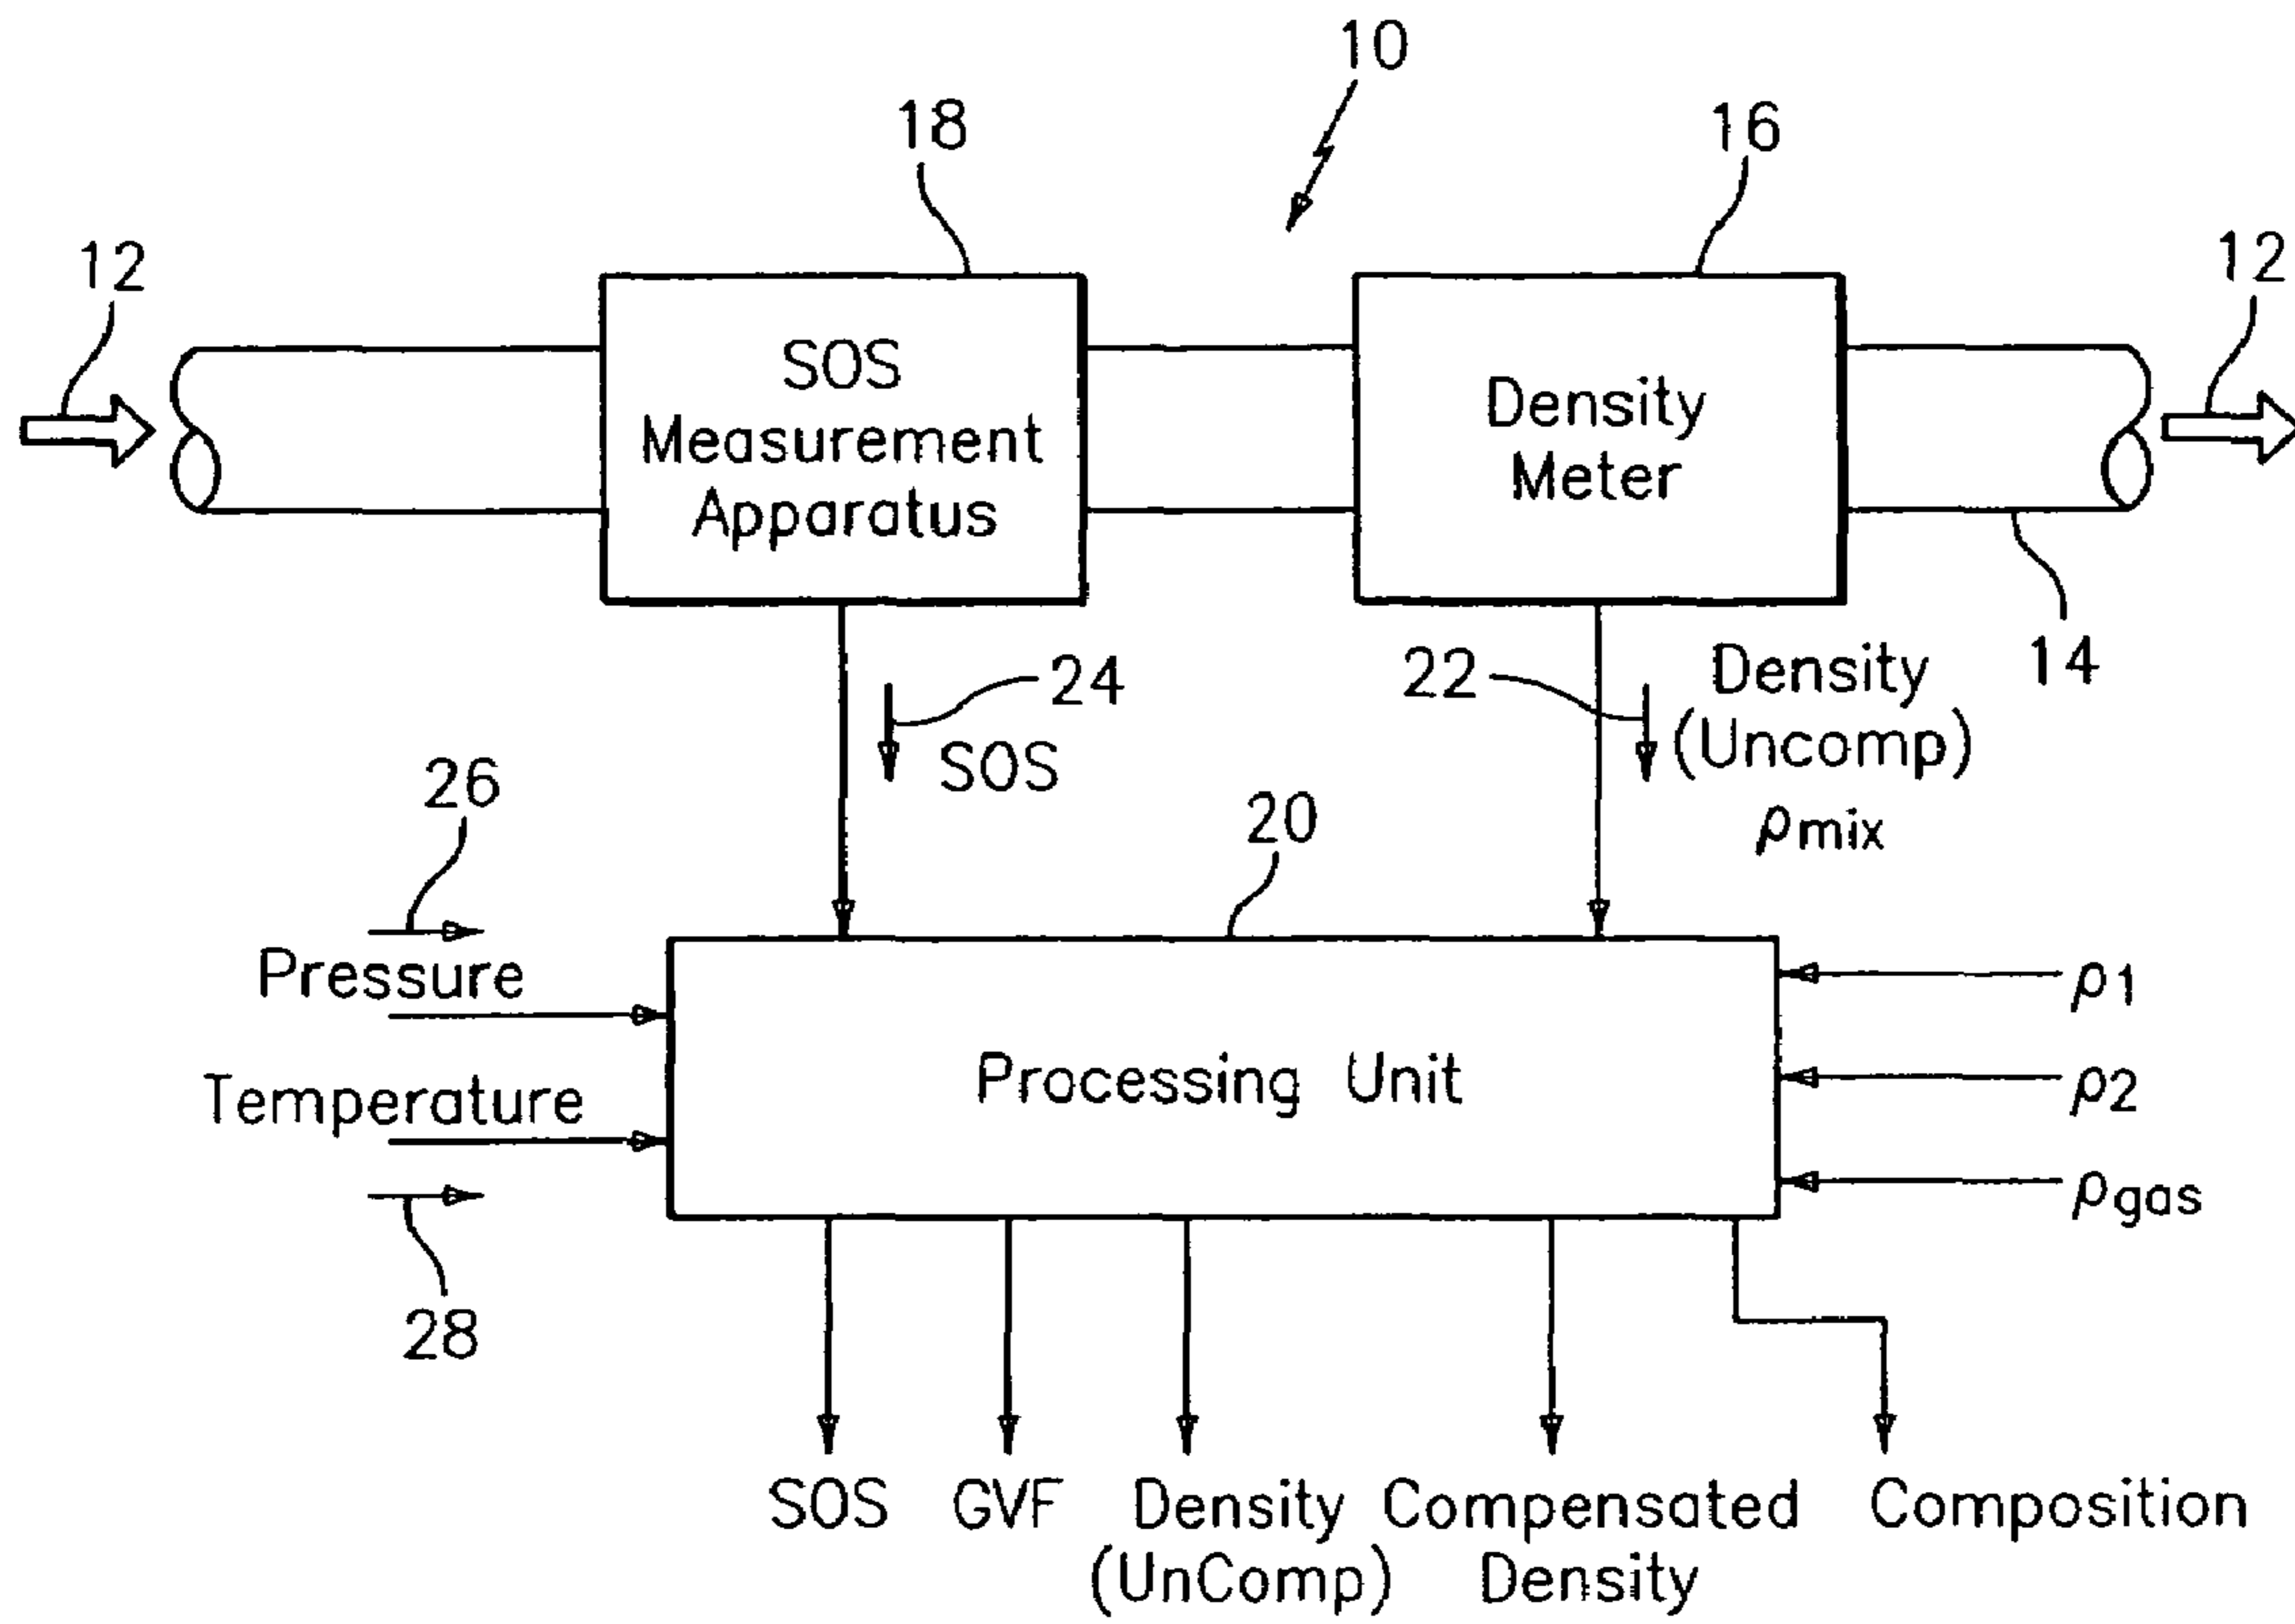 10
18
16
12
12
SOS
Measurement
Apparatus
Density
Meter
14
24
SOS
22
Density
(Uncomp)
ρmix
26
Pressure
20
Temperature
28
Processing Unit
ρ1
ρ2
ρgas
SOS
GVF
Density
(UnComp)
Compensated
Density
Composition